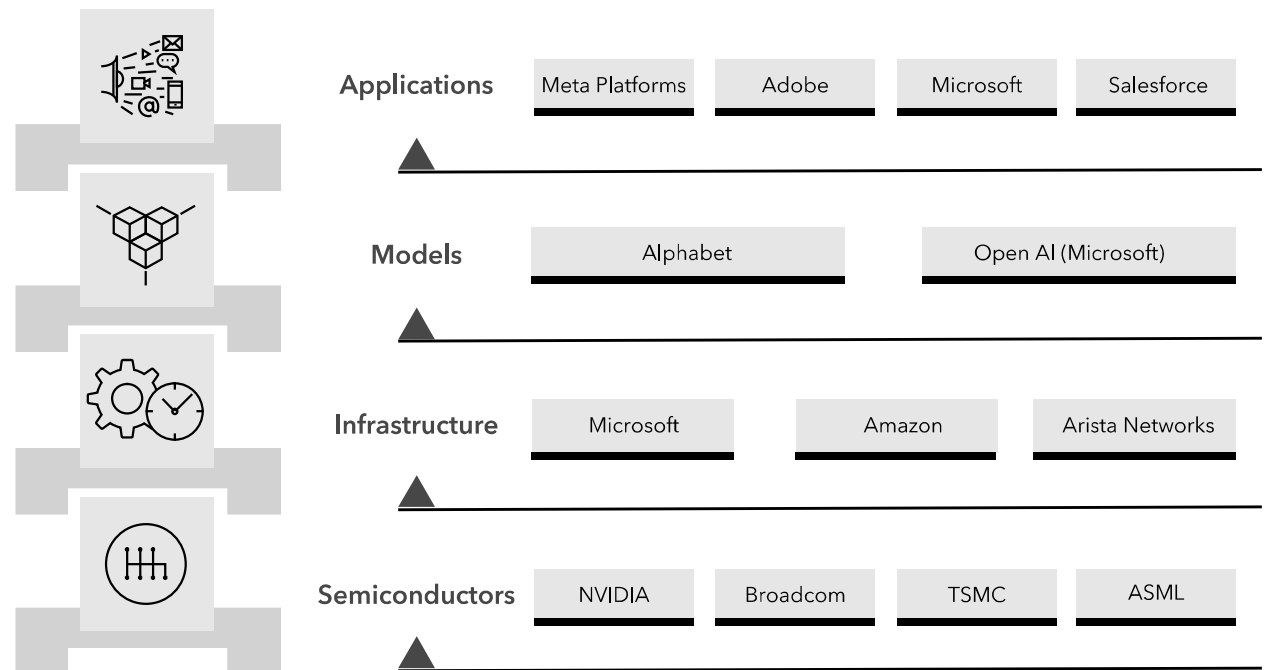 Applications
Meta Platforms
Adobe
Microsoft
Salesforce
Models
Alphabet
Open AI (Microsoft)
Infrastructure
Microsoft
Amazon
Arista Networks
Semiconductors
NVIDIA
Broadcom
TSMC
ASML